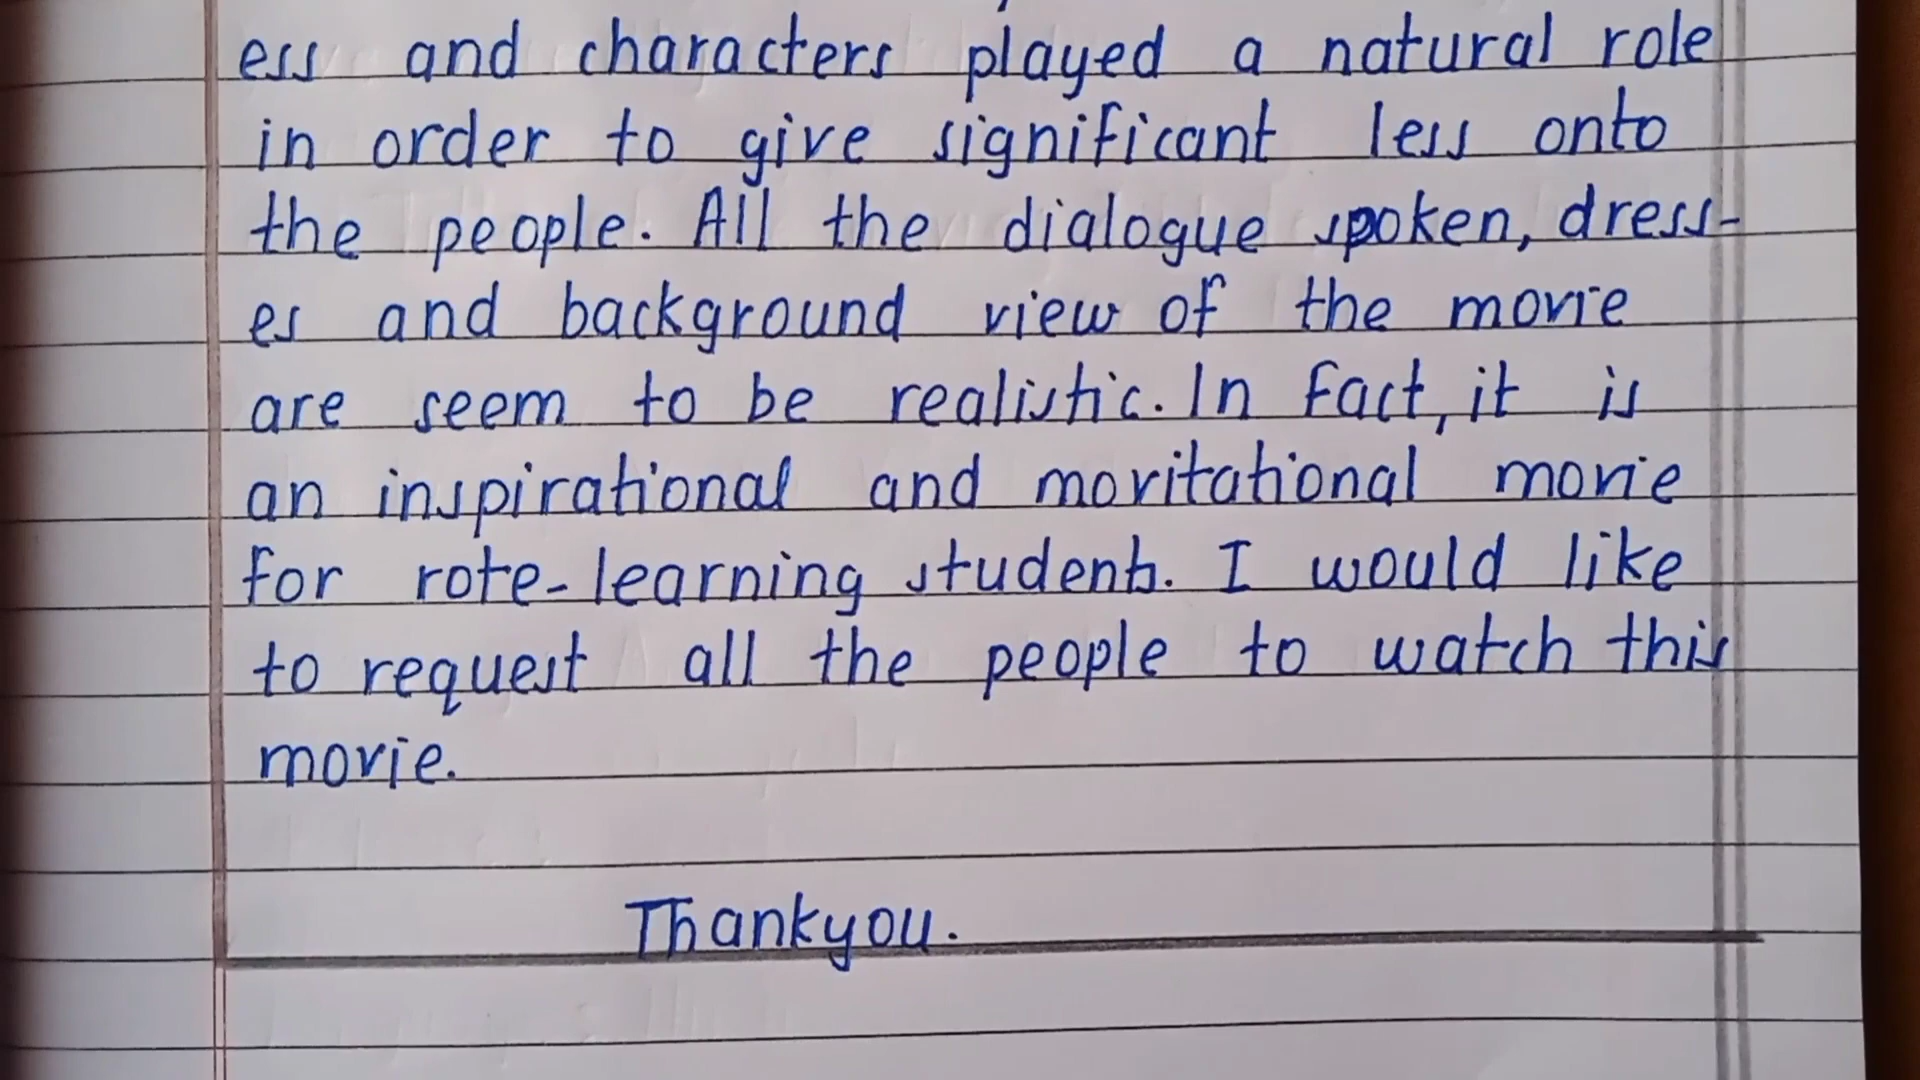 ess and characters played a natural role
in order to give significant less onto
the people. All the dialogue spoken, dress-
es and background view of the movie
are seem to be realistic. In fact, it is
an inspirational and movitational movie
for rote-learning students. I would like
to request all the people to watch this
movie.
Thankyou.